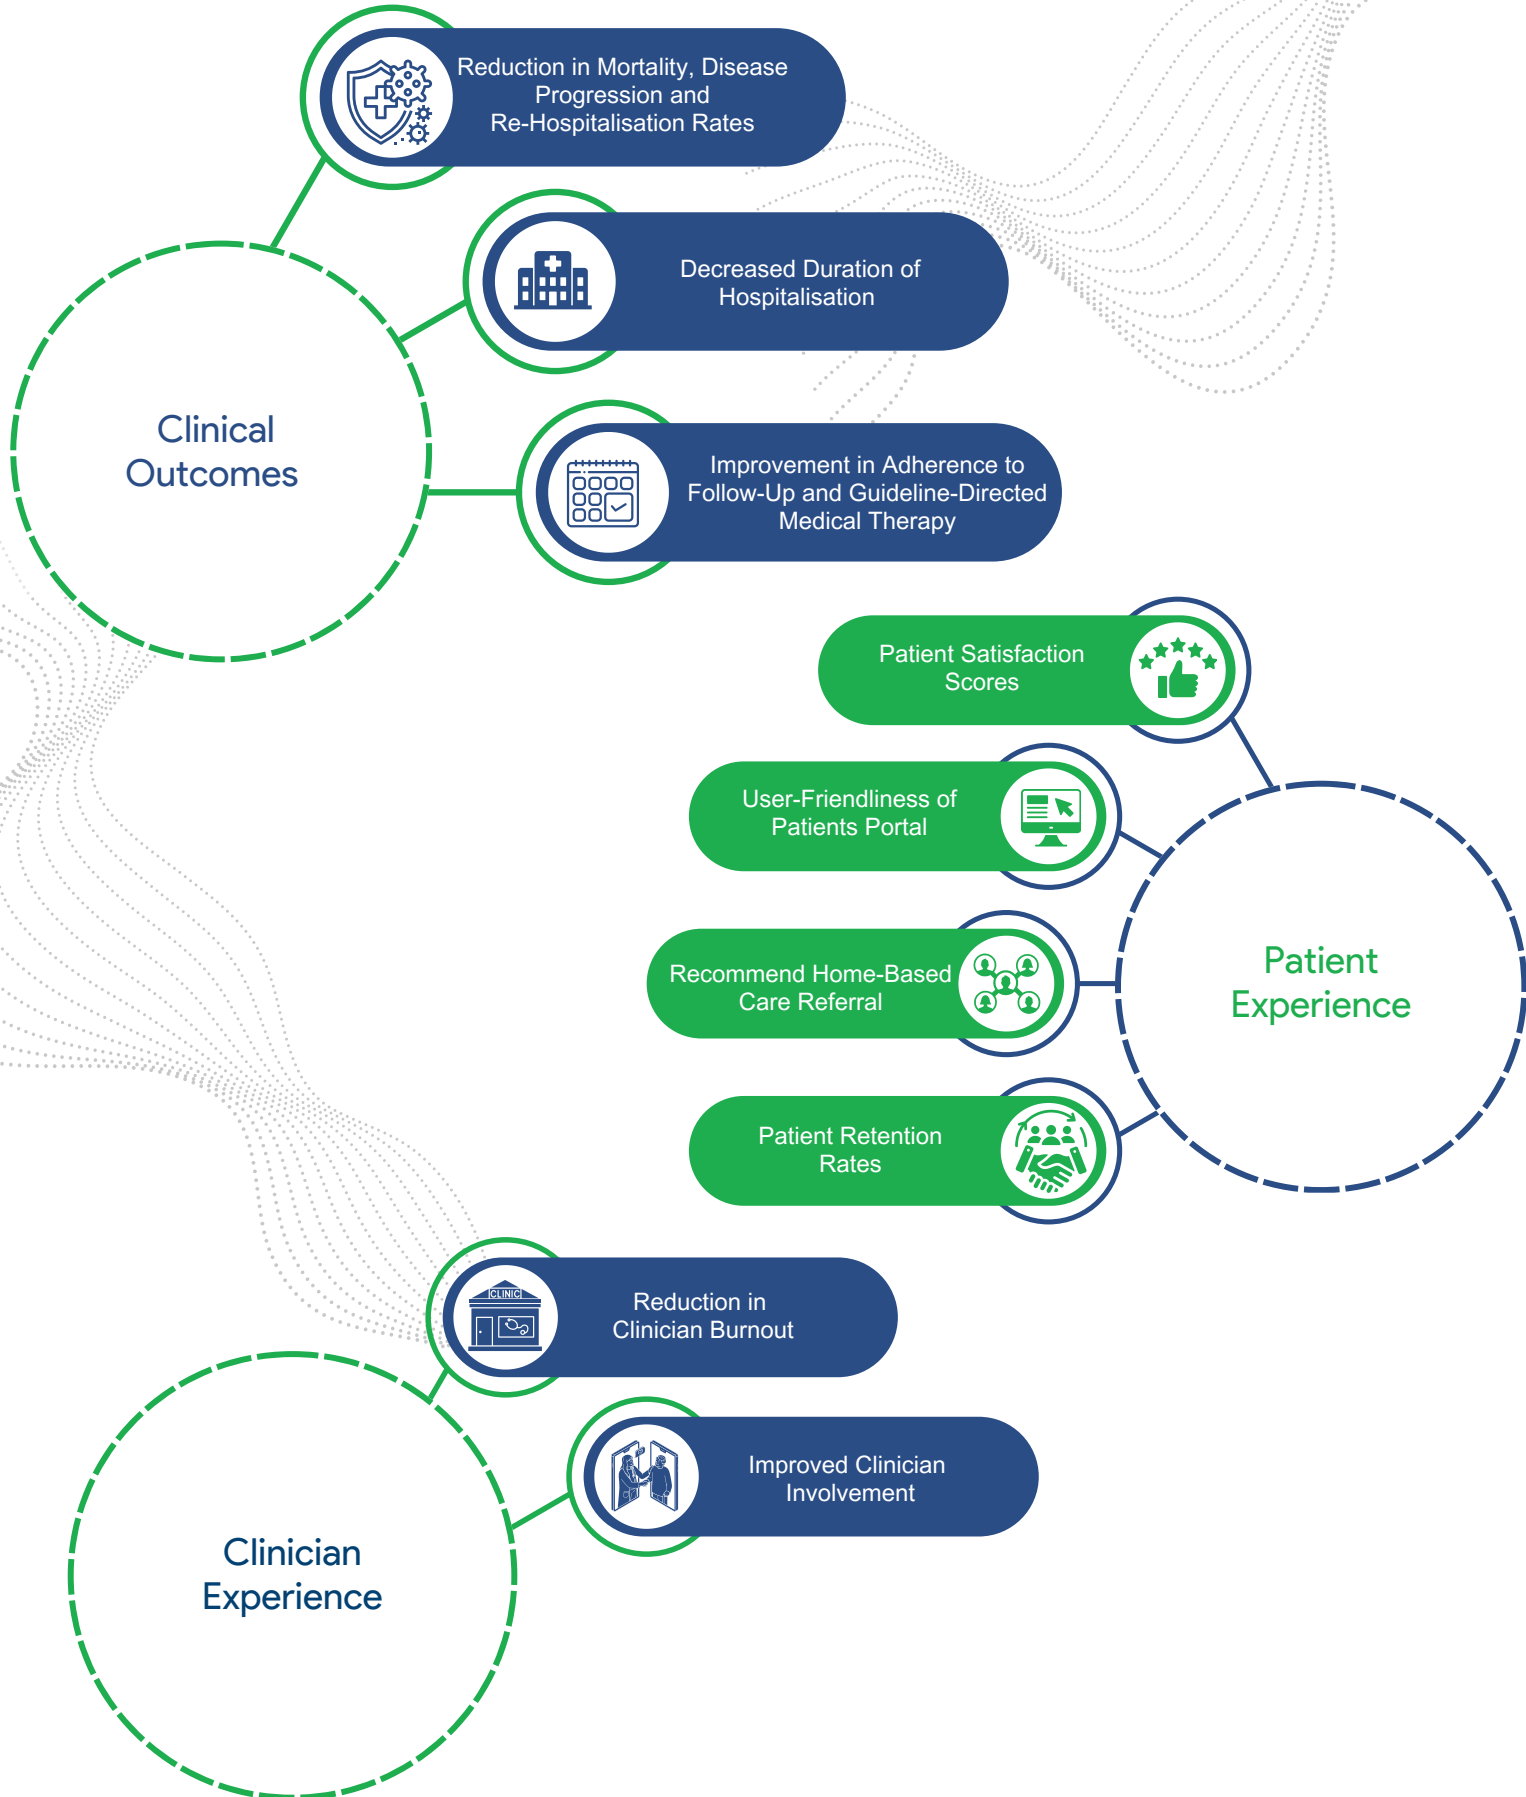 Reduction in Mortality, Disease
Progression and
Re-Hospitalisation Rates
Decreased Duration of
Hospitalisation
Clinical
Outcomes
Improvement in Adherence to
Follow-Up and Guideline-Directed
Medical Therapy
Patient Satisfaction
Scores
User-Friendliness of
Patients Portal
Recommend Home-Based
Care Referral
Patient
Experience
Patient Retention
Rates
CLINIC
Reduction in
Clinician Burnout
Improved Clinician
Involvement
Clinician
Experience